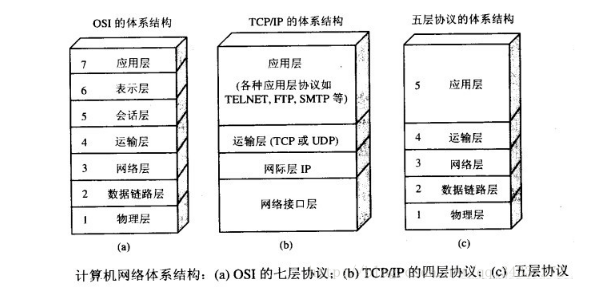 OSI 的体系结构
TCP/IP 的体系结构
五层协议的体系结构
7 应用层
6 表示层
5 会话层
4 运输层
3 网络层
2 数据链路层
1 物理层
(a)
应用层
(各种应用层协议如
TELNET, FTP, SMTP 等)
运输层 (TCP 或 UDP)
网际层 IP
网络接口层
(b)
5 应用层
4 运输层
3 网络层
2 数据链路层
1 物理层
(c)
计算机网络体系结构：(a) OSI 的七层协议；(b) TCP/IP 的四层协议；(c) 五层协议